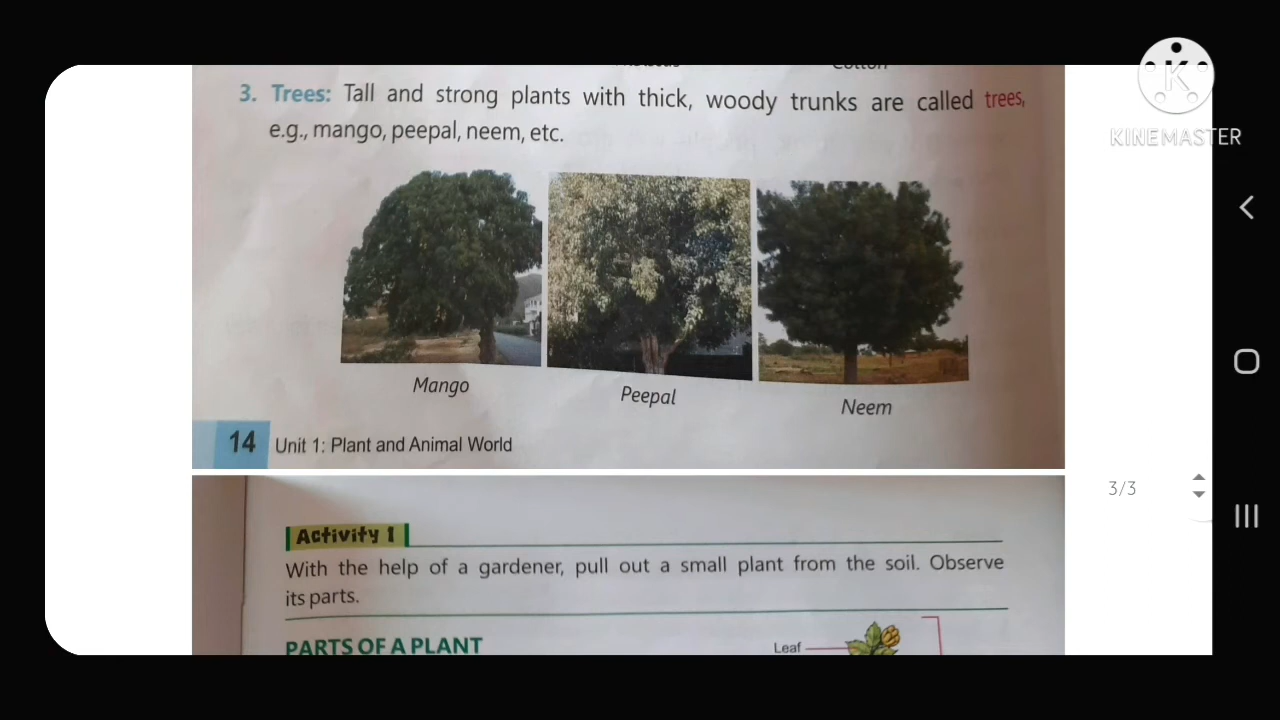 Cotton
3. Trees: Tall and strong plants with thick, woody trunks are called trees,
e.g., mango, peepal, neem, etc.
Mango
Peepal
Neem
14 Unit 1: Plant and Animal World
Activity 1
With the help of a gardener, pull out a small plant from the soil. Observe
its parts.
PARTS OF A PLANT
Leaf
K
KINEMASTER
3/3